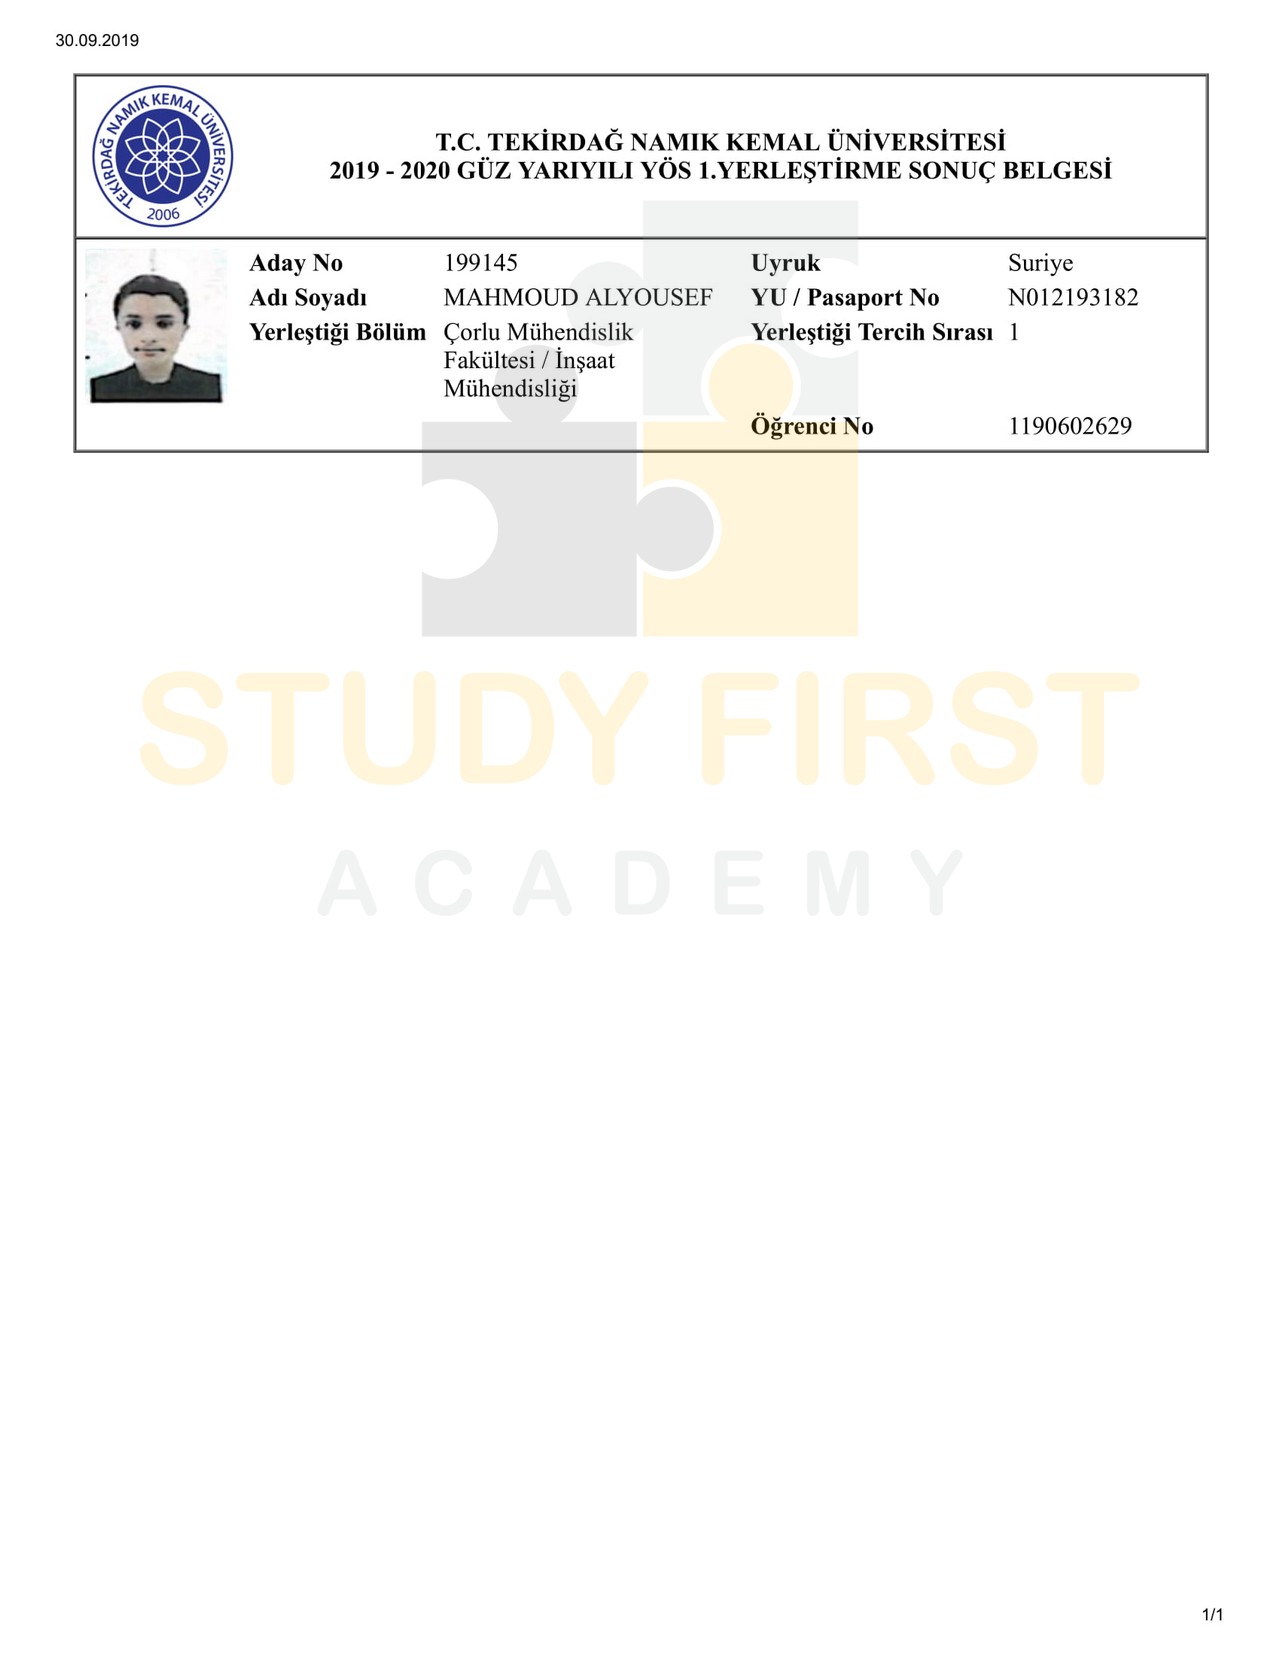 30.09.2019
TEKİRDAĞ NAMIK KEMAL ÜNİVERSİTESİ
2006
T.C. TEKİRDAĞ NAMIK KEMAL ÜNİVERSİTESİ
2019 - 2020 GÜZ YARIYILI YÖS 1.YERLEŞTİRME SONUÇ BELGESİ
Aday No 199145 Uyruk Suriye
Adı Soyadı MAHMOUD ALYOUSEF YU / Pasaport No N012193182
Yerleştiği Bölüm Çorlu Mühendislik Yerleştiği Tercih Sırası 1
Fakültesi / İnşaat
Mühendisliği
Öğrenci No 1190602629
STUDY FIRST
ACADEMY
1/1